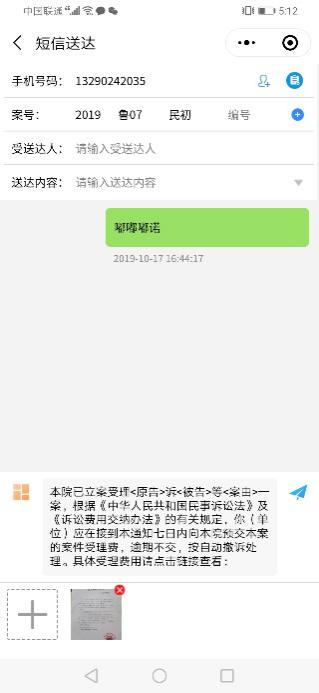 中国联通 4G 5:12
短信送达
手机号码： 13290242035
案号： 2019 鲁07 民初 编号
受送达人： 请输入受送达人
送达内容： 请输入送达内容
嘟嘟嘟诺
2019-10-17 16:44:17
本院已立案受理<原告>诉<被告>等<案由>一
案，根据《中华人民共和国民事诉讼法》及
《诉讼费用交纳办法》的有关规定，你（单
位）应在接到本通知七日内向本院预交本案
的案件受理费，逾期不交，按自动撤诉处
理。具体受理费用请点击链接查看：